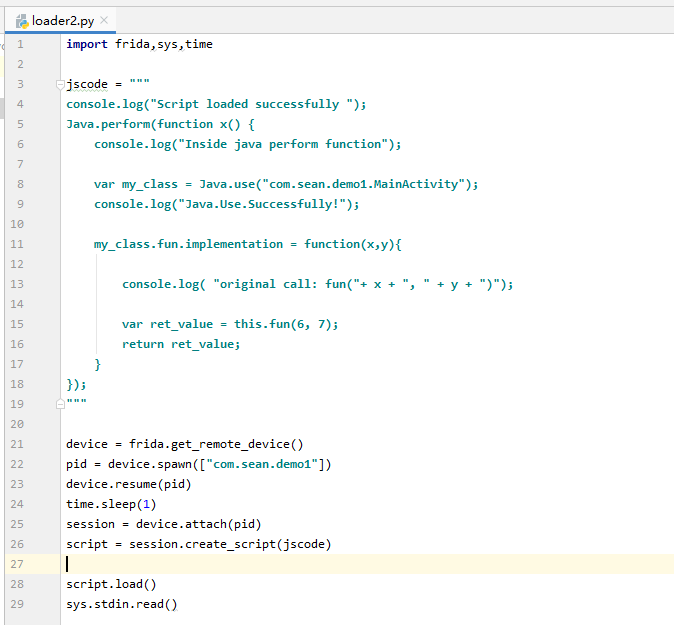 loader2.py
1 import frida,sys,time
2
3 jscode = """
4 console.log("Script loaded successfully ");
5 Java.perform(function x() {
6     console.log("Inside java perform function");
7
8     var my_class = Java.use("com.sean.demo1.MainActivity");
9     console.log("Java.Use.Successfully!");
10
11     my_class.fun.implementation = function(x,y){
12
13         console.log( "original call: fun("+ x + ", " + y + ")");
14
15         var ret_value = this.fun(6, 7);
16         return ret_value;
17     }
18 });
19 """
20
21 device = frida.get_remote_device()
22 pid = device.spawn(["com.sean.demo1"])
23 device.resume(pid)
24 time.sleep(1)
25 session = device.attach(pid)
26 script = session.create_script(jscode)
27
28 script.load()
29 sys.stdin.read()